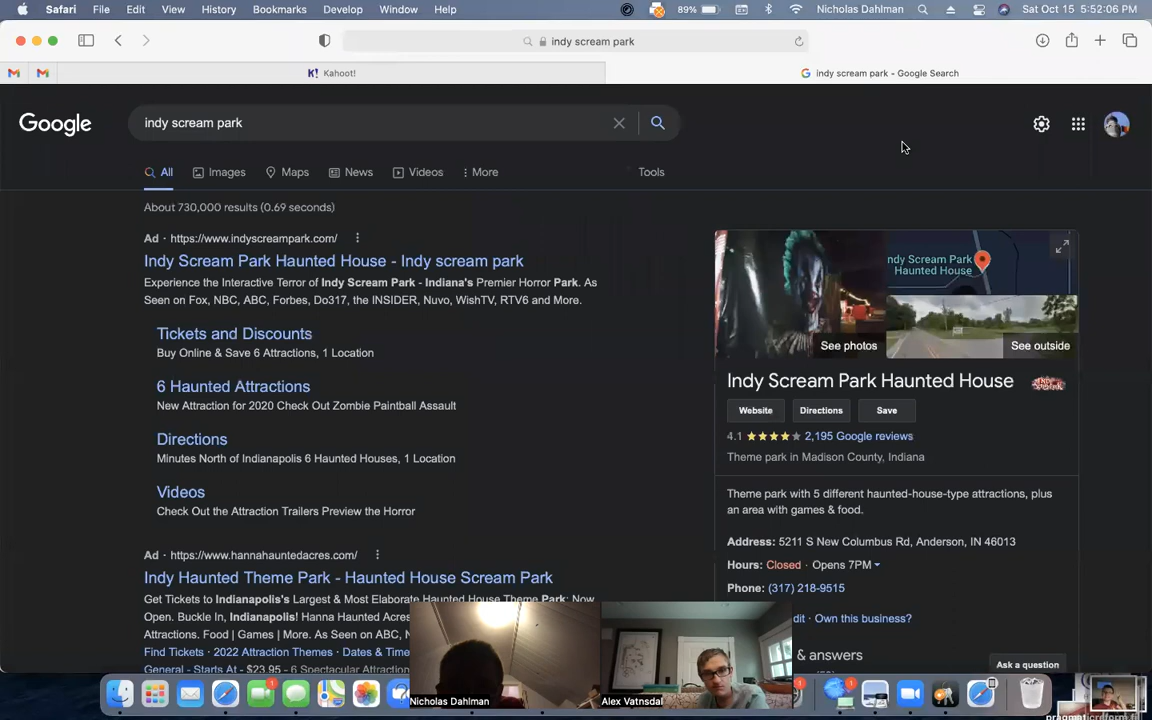 Safari File Edit View History Bookmarks Develop Window Help 89% Nicholas Dahlman Sat Oct 15 5:52:06 PM
indy scream park
Kahoot! indy scream park - Google Search
Google indy scream park
All Images Maps News Videos More Tools
About 730,000 results (0.69 seconds)
Ad · https://www.indyscreampark.com/
Indy Scream Park Haunted House - Indy scream park
Experience the Interactive Terror of Indy Scream Park - Indiana's Premier Horror Park. As
Seen on Fox, NBC, ABC, Forbes, Do317, the INSIDER, Nuvo, WishTV, RTV6 and More.
Tickets and Discounts
Buy Online & Save 6 Attractions, 1 Location
6 Haunted Attractions
New Attraction for 2020 Check Out Zombie Paintball Assault
Directions
Minutes North of Indianapolis 6 Haunted Houses, 1 Location
Videos
Check Out the Attraction Trailers Preview the Horror
Ad · https://www.hannahauntedacres.com/
Indy Haunted Theme Park - Haunted House Scream Park
Get Tickets to Indianapolis's Largest & Most Elaborate Haunted House Theme Park: Now
Open. Buckle In, Indianapolis! Hanna Haunted Acres
Attractions. Food | Games | More. As Seen on ABC, N
Find Tickets · 2022 Attraction Themes · Dates & Time
General - Starts At - $23.95 - 6 Spectacular Attraction
ndy Scream Park
Haunted House
See photos See outside
Indy Scream Park Haunted House
Website Directions Save
4.1 2,195 Google reviews
Theme park in Madison County, Indiana
Theme park with 5 different haunted-house-type attractions, plus
an area with games & food.
Address: 5211 S New Columbus Rd, Anderson, IN 46013
Hours: Closed · Opens 7PM
Phone: (317) 218-9515
dit · Own this business?
& answers
Ask a question
Nicholas Dahlman Alex Vatnsdal